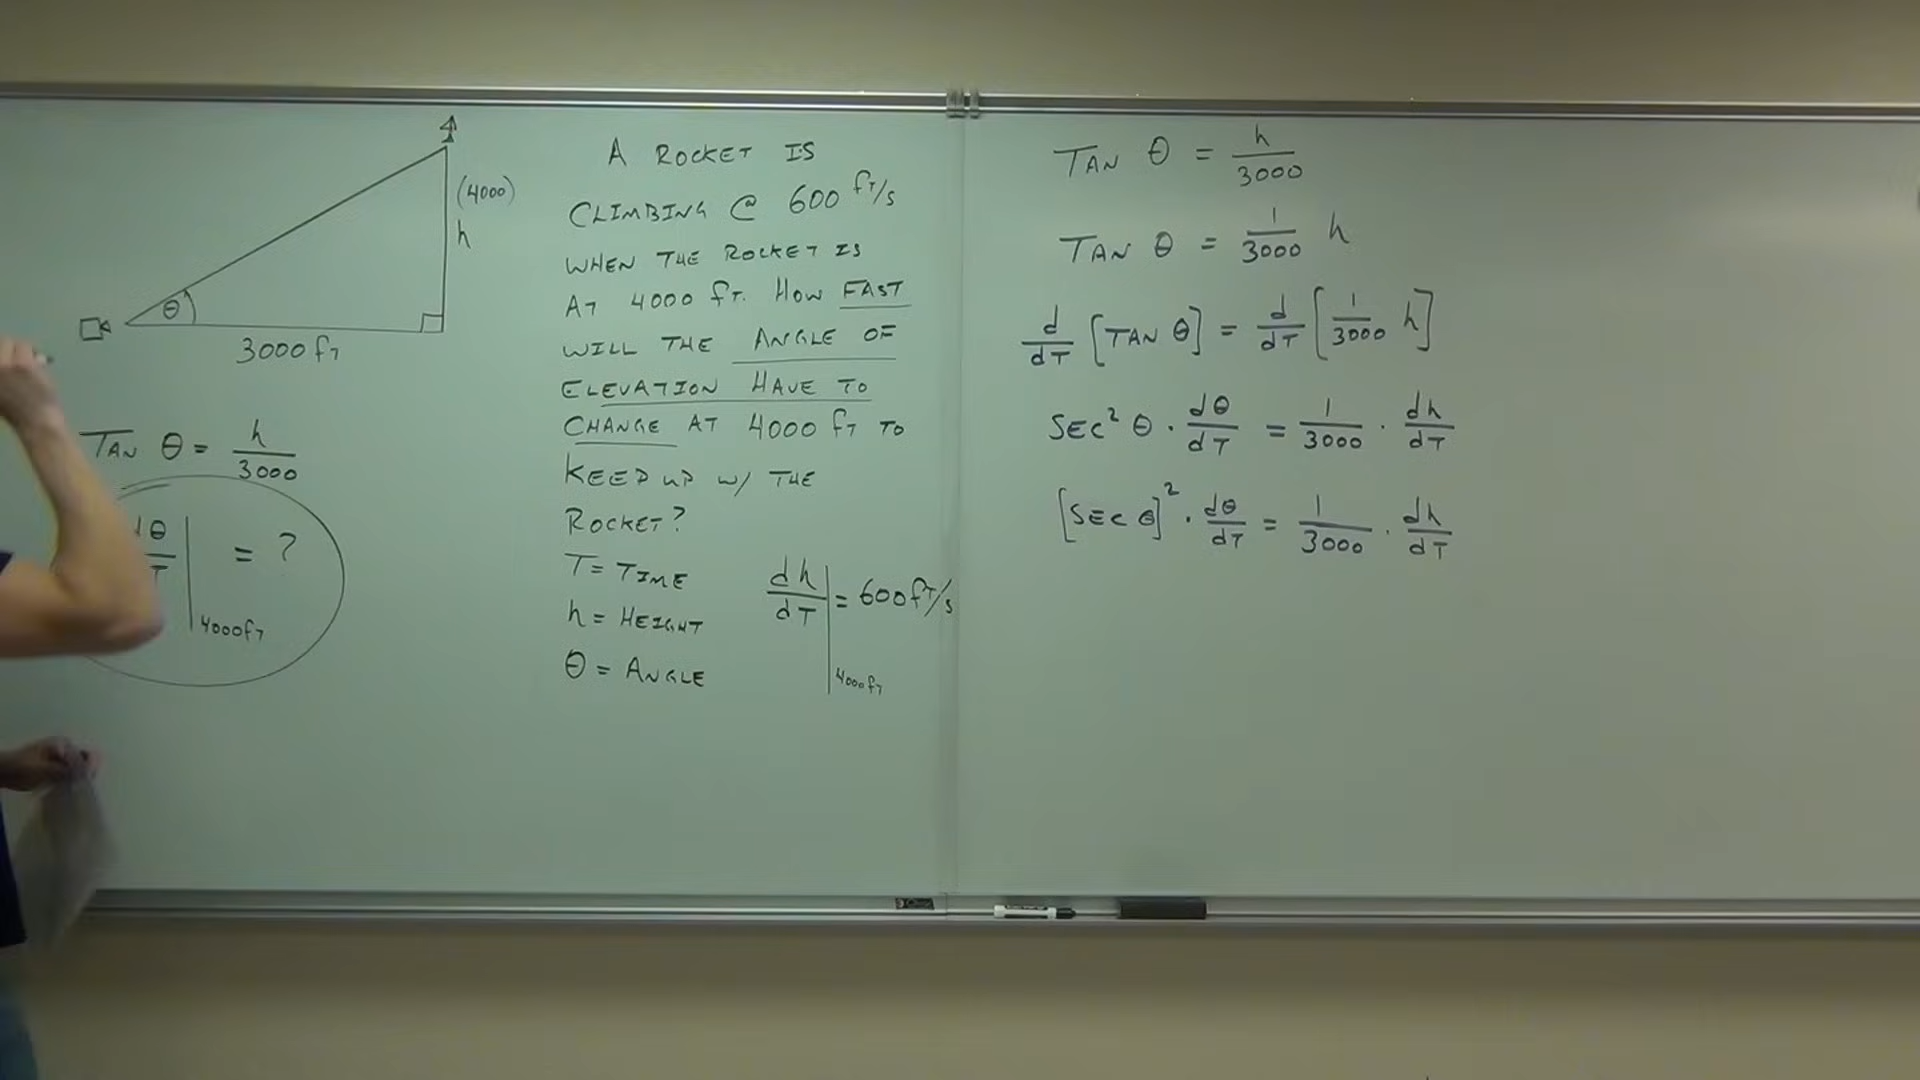 (4000)
h
θ
3000 fT
TAN θ = h/3000
dθ/dT | 4000fT = ?
A ROCKET IS
CLIMBING @ 600 fT/s
WHEN THE ROCKET IS
AT 4000 fT. HOW FAST
WILL THE ANGLE OF
ELEVATION HAVE TO
CHANGE AT 4000 fT TO
KEEP UP W/ THE
ROCKET?
T = TIME
h = HEIGHT
θ = ANGLE
dh/dT | 4000fT = 600fT/s
TAN θ = h/3000
TAN θ = 1/3000 h
d/dT [TAN θ] = d/dT [1/3000 h]
SEC² θ · dθ/dT = 1/3000 · dh/dT
[SEC θ]² · dθ/dT = 1/3000 · dh/dT